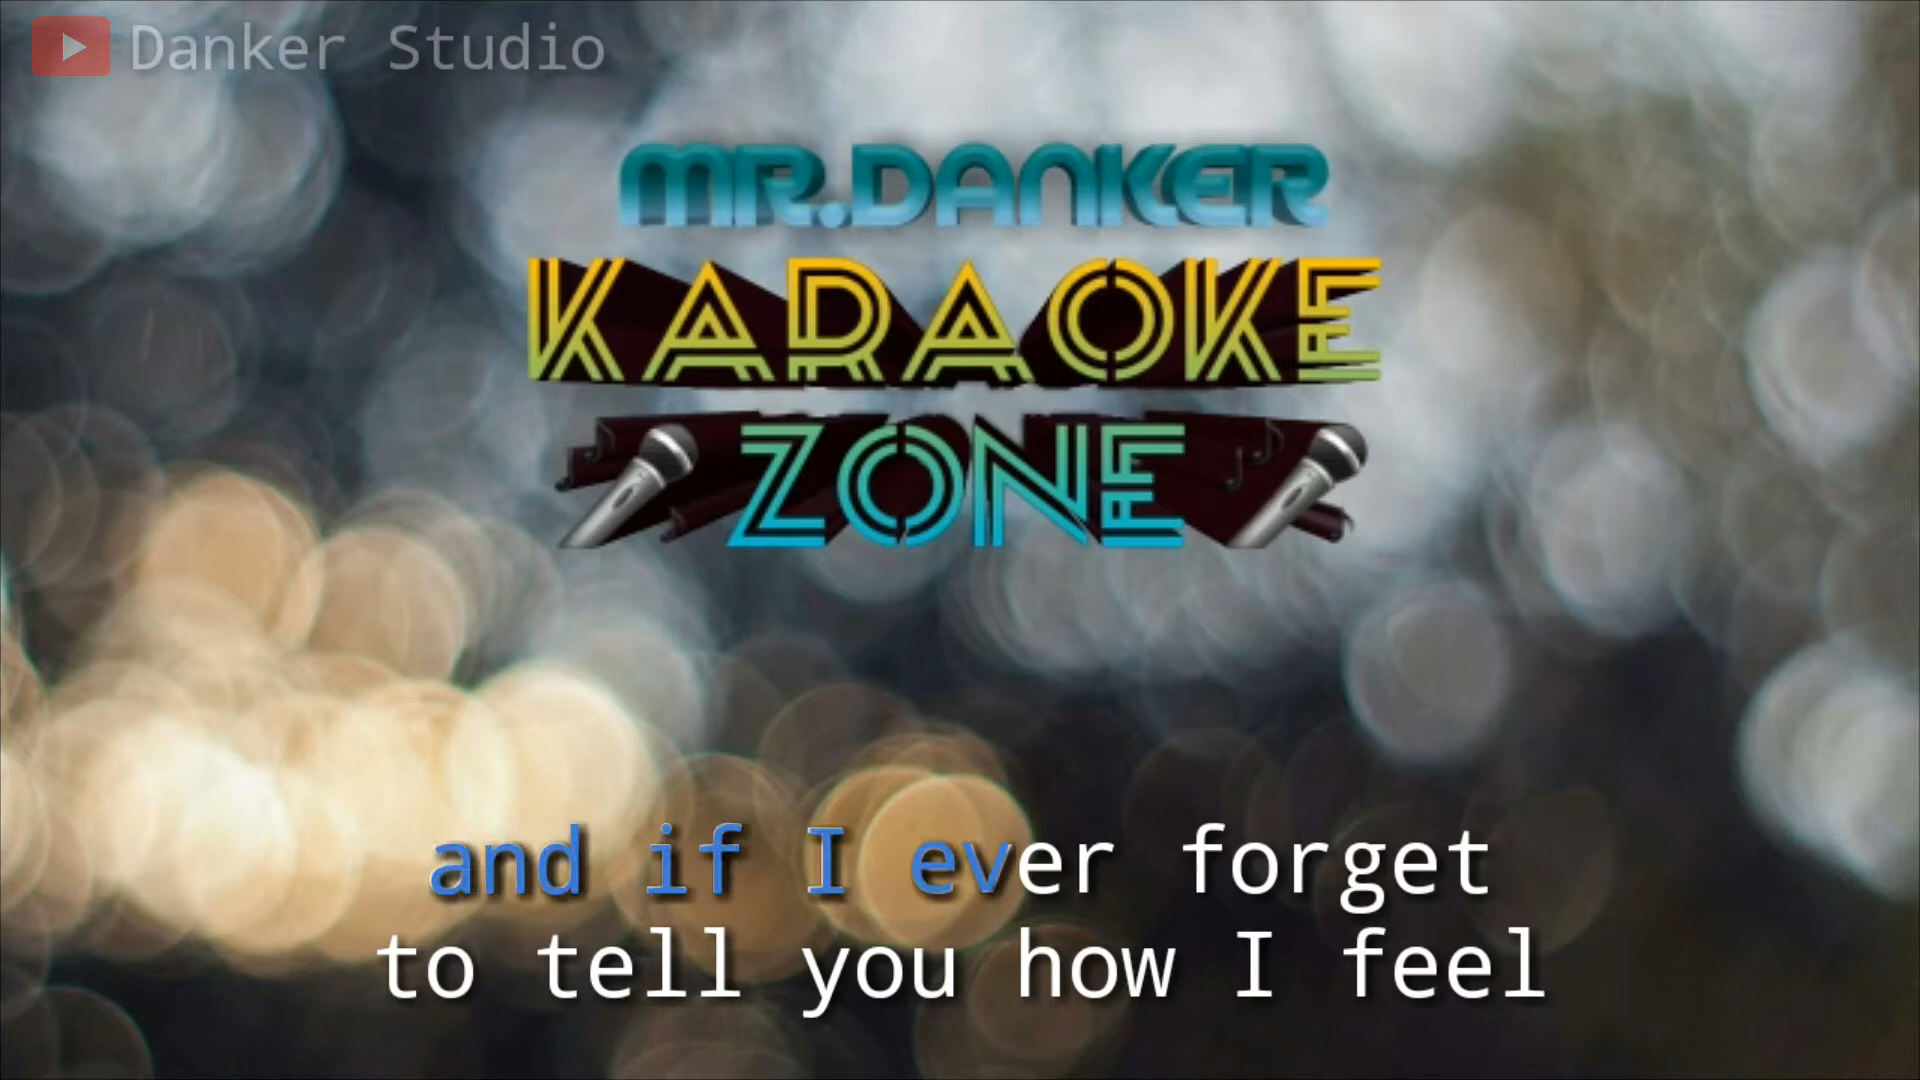 Danker Studio
MR.DANKER
KARAOKE
ZONE
and if I ever forget
to tell you how I feel